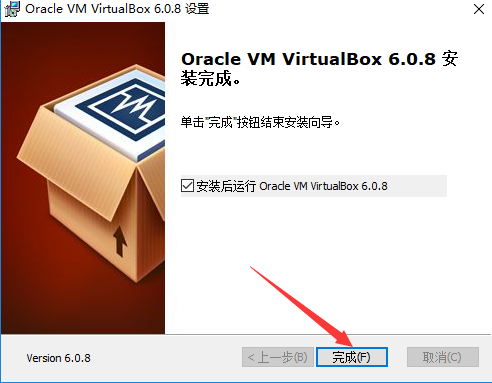 Oracle VM VirtualBox 6.0.8 设置
Oracle VM VirtualBox 6.0.8 安
装完成。
单击"完成"按钮结束安装向导。
安装后运行 Oracle VM VirtualBox 6.0.8
Version 6.0.8
< 上一步(B)
完成(F)
取消(C)